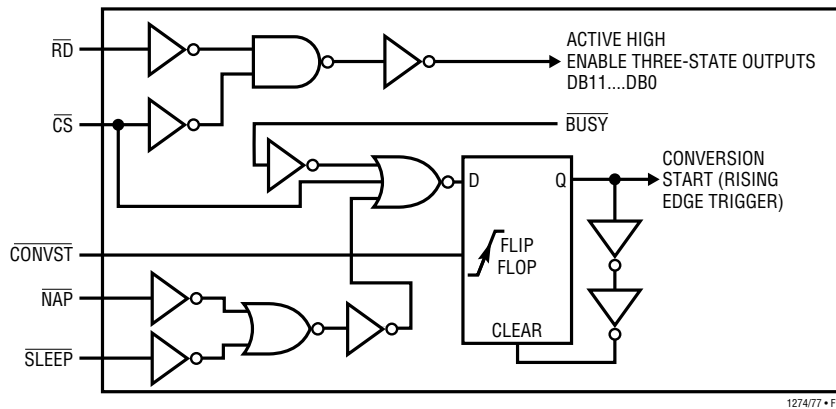 RD
ACTIVE HIGH
ENABLE THREE-STATE OUTPUTS
DB11....DB0
CS
BUSY
D
Q
CONVERSION
START (RISING
EDGE TRIGGER)
CONVST
FLIP
FLOP
NAP
CLEAR
SLEEP
1274/77 • F